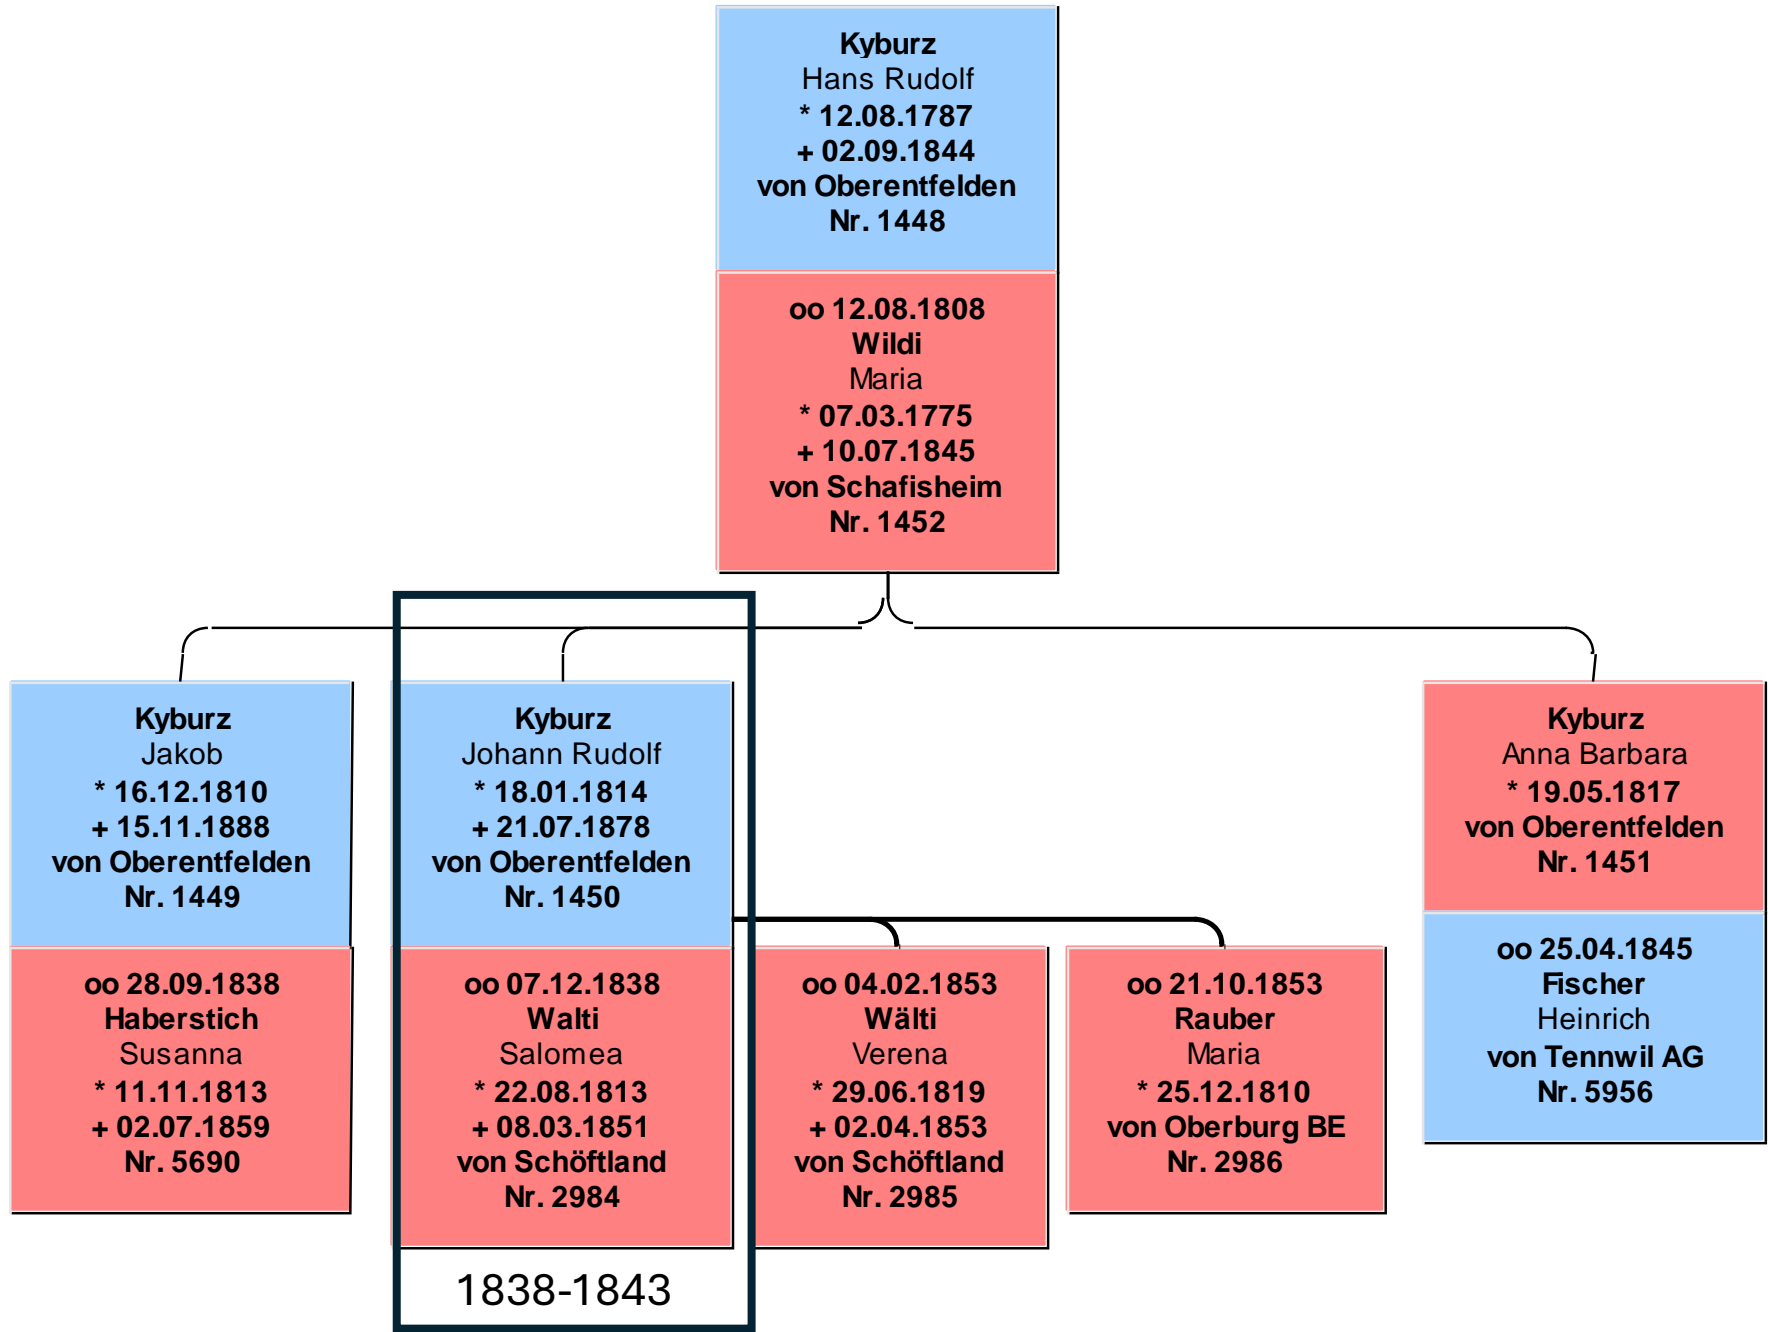 Kyburz
Hans Rudolf
* 12.08.1787
+ 02.09.1844
von Oberentfelden
Nr. 1448
oo 12.08.1808
Wildi
Maria
* 07.03.1775
+ 10.07.1845
von Schafisheim
Nr. 1452
Kyburz
Jakob
* 16.12.1810
+ 15.11.1888
von Oberentfelden
Nr. 1449
oo 28.09.1838
Haberstich
Susanna
* 11.11.1813
+ 02.07.1859
Nr. 5690
Kyburz
Johann Rudolf
* 18.01.1814
+ 21.07.1878
von Oberentfelden
Nr. 1450
oo 07.12.1838
Walti
Salomea
* 22.08.1813
+ 08.03.1851
von Schöftland
Nr. 2984
1838-1843
oo 04.02.1853
Wälti
Verena
* 29.06.1819
+ 02.04.1853
von Schöftland
Nr. 2985
oo 21.10.1853
Rauber
Maria
* 25.12.1810
von Oberburg BE
Nr. 2986
Kyburz
Anna Barbara
* 19.05.1817
von Oberentfelden
Nr. 1451
oo 25.04.1845
Fischer
Heinrich
von Tennwil AG
Nr. 5956